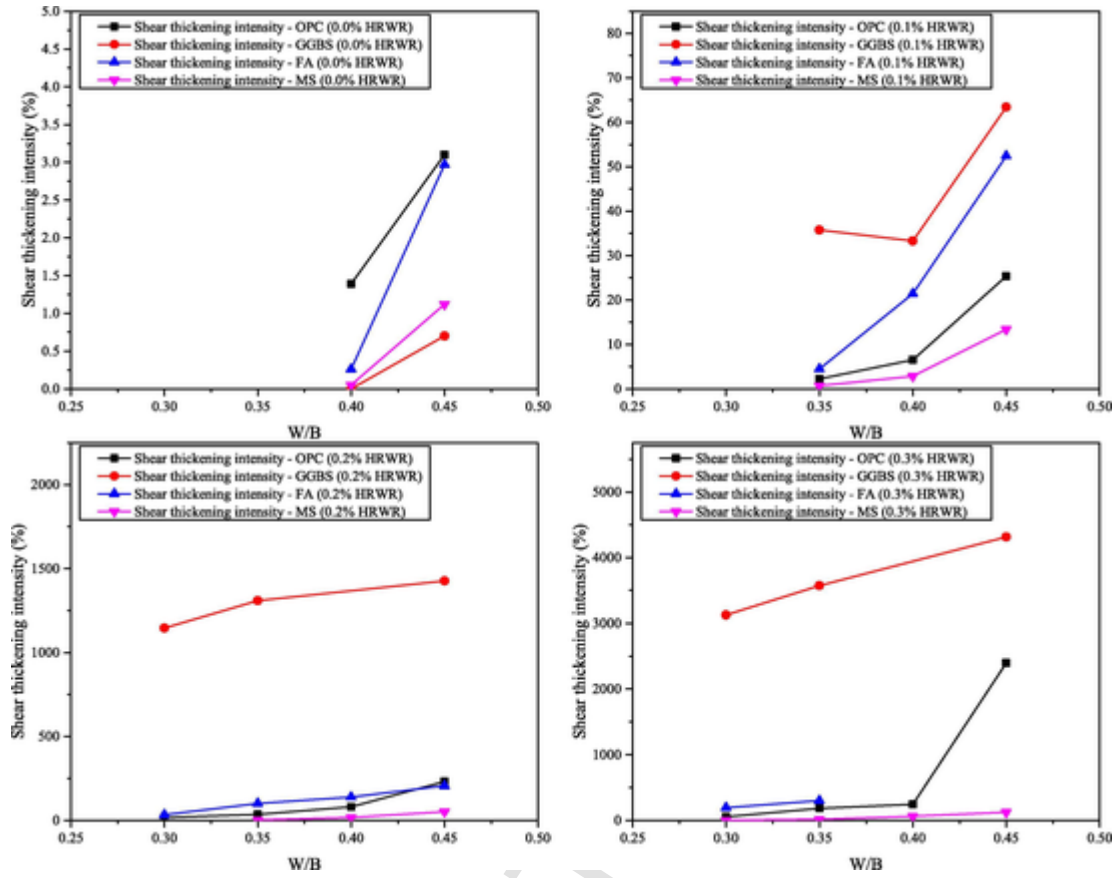 Shear thickening intensity - OPC (0.0% HRWR)
Shear thickening intensity - GGBS (0.0% HRWR)
Shear thickening intensity - FA (0.0% HRWR)
Shear thickening intensity - MS (0.0% HRWR)
Shear thickening intensity (%)
5.0
4.5
4.0
3.5
3.0
2.5
2.0
1.5
1.0
0.5
0.0
0.25 0.30 0.35 0.40 0.45 0.50
W/B
Shear thickening intensity - OPC (0.1% HRWR)
Shear thickening intensity - GGBS (0.1% HRWR)
Shear thickening intensity - FA (0.1% HRWR)
Shear thickening intensity - MS (0.1% HRWR)
Shear thickening intensity (%)
80
70
60
50
40
30
20
10
0
0.25 0.30 0.35 0.40 0.45 0.50
W/B
Shear thickening intensity - OPC (0.2% HRWR)
Shear thickening intensity - GGBS (0.2% HRWR)
Shear thickening intensity - FA (0.2% HRWR)
Shear thickening intensity - MS (0.2% HRWR)
Shear thickening intensity (%)
2000
1500
1000
500
0
0.25 0.30 0.35 0.40 0.45 0.50
W/B
Shear thickening intensity - OPC (0.3% HRWR)
Shear thickening intensity - GGBS (0.3% HRWR)
Shear thickening intensity - FA (0.3% HRWR)
Shear thickening intensity - MS (0.3% HRWR)
Shear thickening intensity (%)
5000
4000
3000
2000
1000
0
0.25 0.30 0.35 0.40 0.45 0.50
W/B